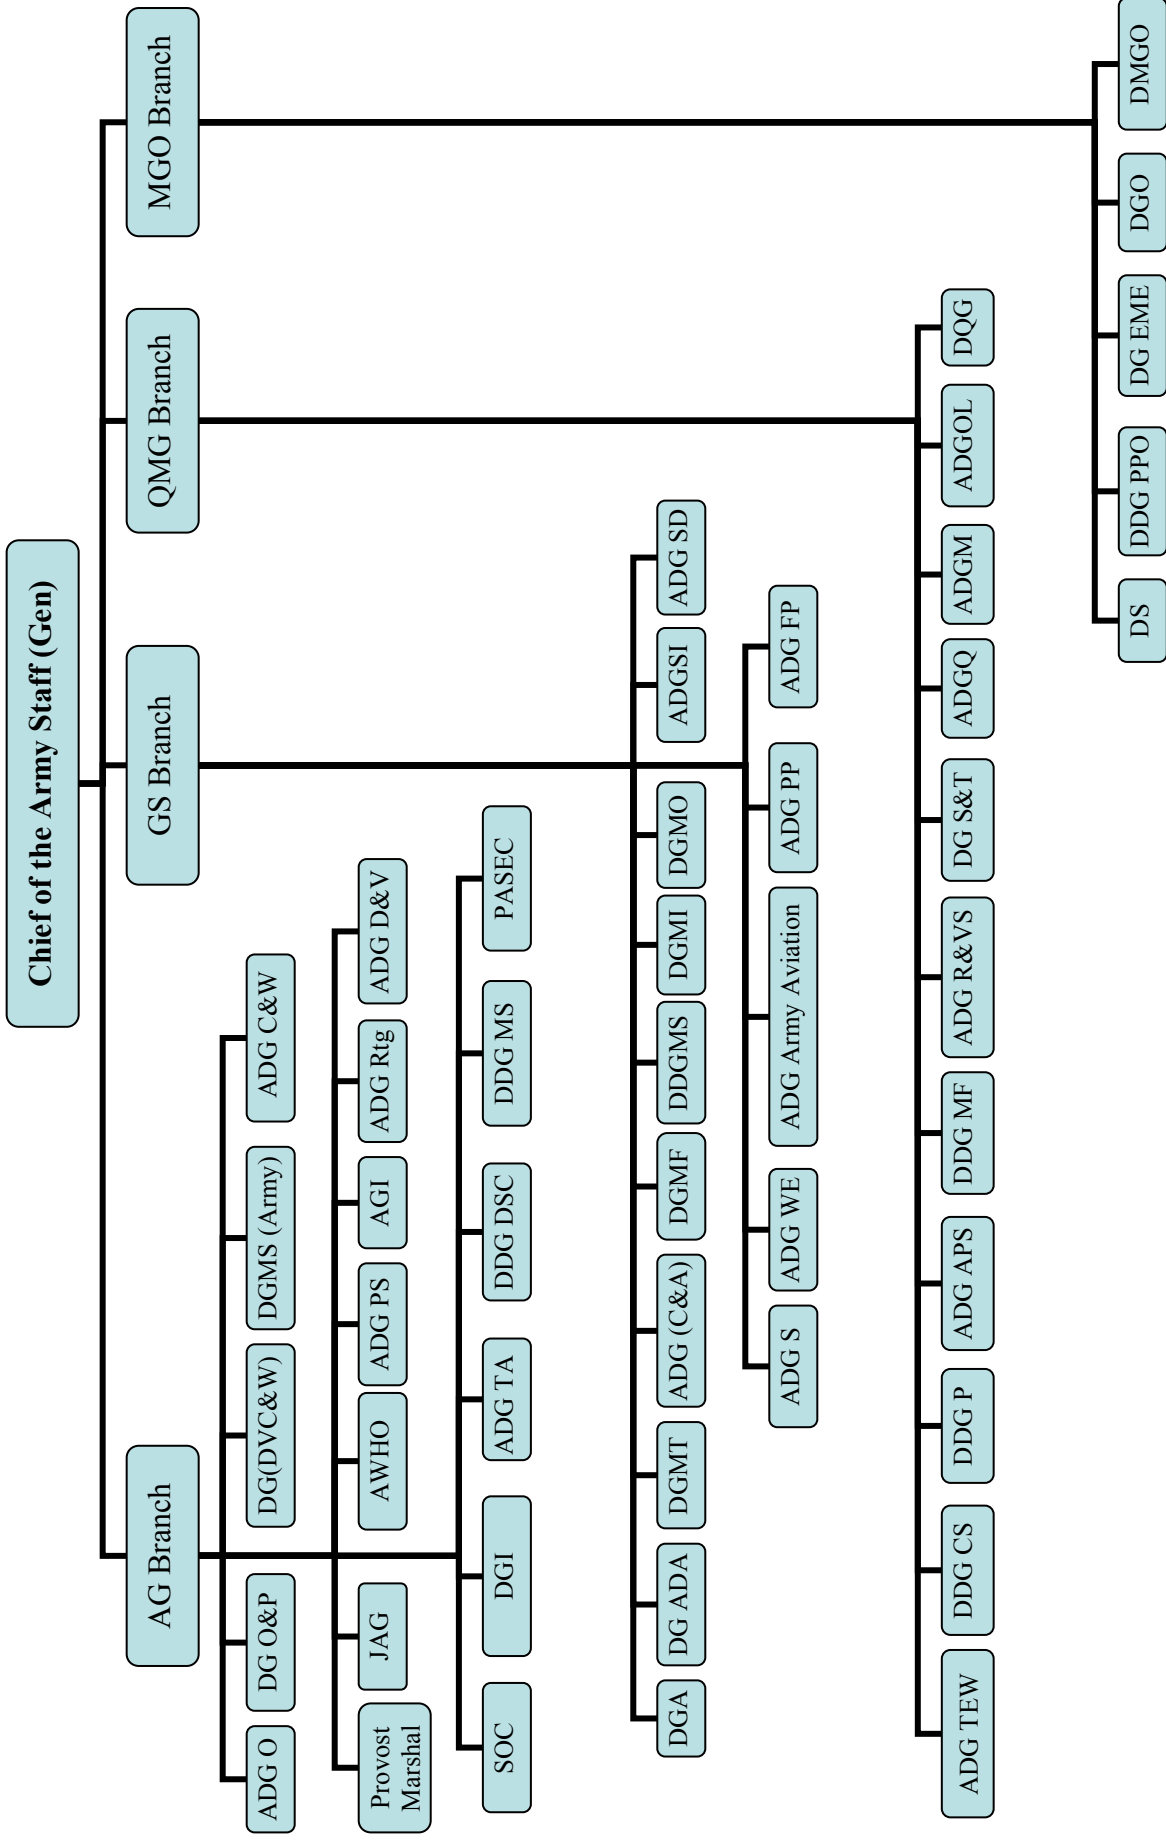 Chief of the Army Staff (Gen)
AG Branch
GS Branch
QMG Branch
MGO Branch
ADG O
DG O&P
DG(DVC&W)
DGMS (Army)
ADG C&W
Provost
Marshal
JAG
AWHO
ADG PS
AGI
ADG Rtg
ADG D&V
SOC
DGI
ADG TA
DDG DSC
DDG MS
PASEC
DGA
DG ADA
DGMT
ADG (C&A)
DGMF
DDGMS
DGMI
DGMO
ADGSI
ADG SD
ADG S
ADG WE
ADG Army Aviation
ADG PP
ADG FP
ADG TEW
DDG CS
DDG P
ADG APS
DDG MF
ADG R&VS
DG S&T
ADGQ
ADGM
ADGOL
DQG
DS
DDG PPO
DG EME
DGO
DMGO